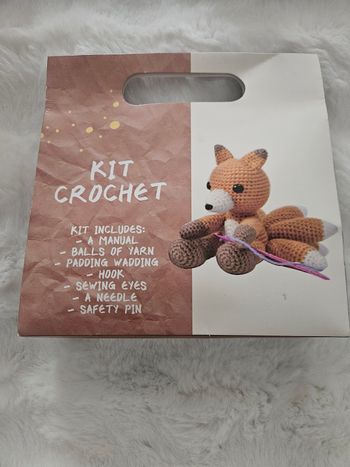 KIT
CROCHET
KIT INCLUDES:
- A MANUAL
- BALLS OF YARN
- PADDING WADDING
- HOOK
- SEWING EYES
- A NEEDLE
- SAFETY PIN